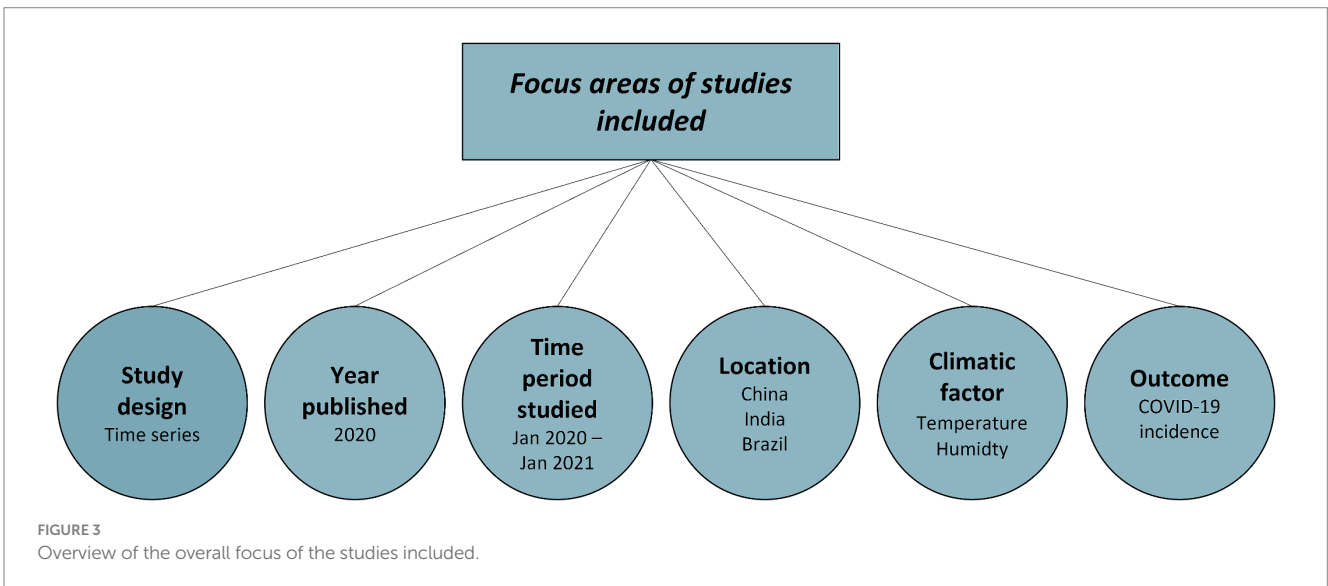 Focus areas of studies
included
Study
design
Time series
Year
published
2020
Time
period
studied
Jan 2020 –
Jan 2021
Location
China
India
Brazil
Climatic
factor
Temperature
Humidty
Outcome
COVID-19
incidence
FIGURE 3
Overview of the overall focus of the studies included.